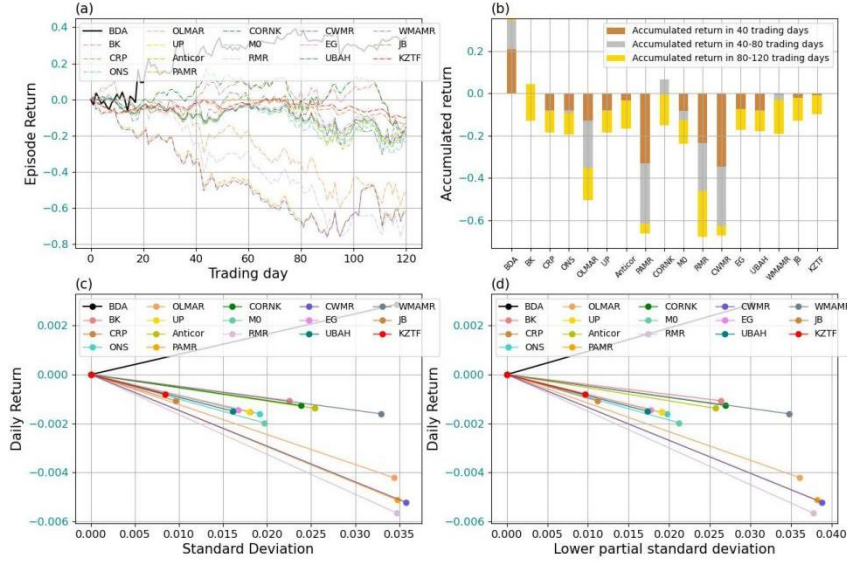 (a)
BDA OLMAR CORNK CWMR WMAMR
BK UP M0 EG JB
CRP Anticor RMR UBAH KZTF
ONS PAMR
0.4
0.2
0.0
−0.2
−0.4
−0.6
−0.8
Episode Return
0 20 40 60 80 100 120
Trading day
(b)
Accumulated return in 40 trading days
Accumulated return in 40-80 trading days
Accumulated return in 80-120 trading days
0.2
0.0
−0.2
−0.4
−0.6
Accumulated return
BDA BK CRP ONS OLMAR UP Anticor PAMR CORNK M0 RMR CWMR EG UBAH WMAMR JB KZTF
(c)
BDA OLMAR CORNK CWMR WMAMR
BK UP M0 EG JB
CRP Anticor RMR UBAH KZTF
ONS PAMR
0.002
0.000
−0.002
−0.004
−0.006
Daily Return
0.000 0.005 0.010 0.015 0.020 0.025 0.030 0.035
Standard Deviation
(d)
BDA OLMAR CORNK CWMR WMAMR
BK UP M0 EG JB
CRP Anticor RMR UBAH KZTF
ONS PAMR
0.002
0.000
−0.002
−0.004
−0.006
Daily Return
0.000 0.005 0.010 0.015 0.020 0.025 0.030 0.035 0.040
Lower partial standard deviation